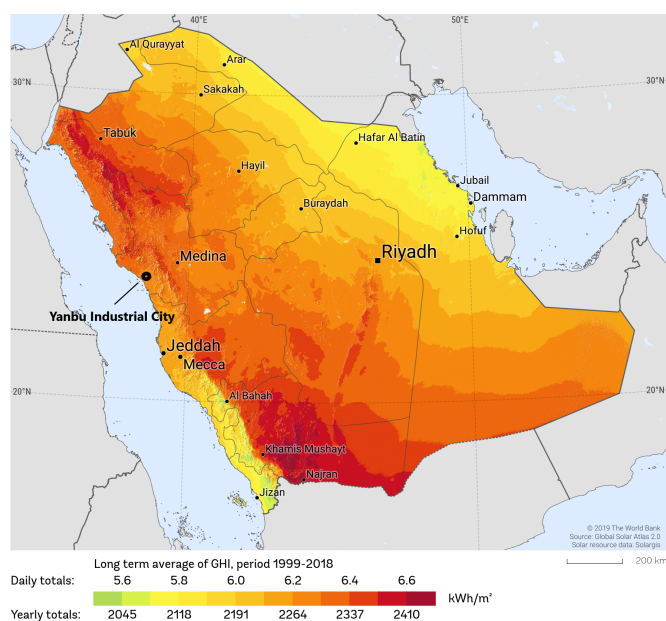 40°E
50°E
Al Qurayyat
Arar
30°N
30°N
Sakakah
Tabuk
Hafar Al Batin
Hayil
Jubail
Buraydah
Dammam
Hofuf
Medina
Riyadh
Yanbu Industrial City
Jeddah
Mecca
20°N
20°N
Al Bahah
Khamis Mushayt
Najran
Jizan
© 2019 The World Bank
Source: Global Solar Atlas 2.0
Solar resource data: Solargis
200 km
Long term average of GHI, period 1999-2018
Daily totals: 5.6 5.8 6.0 6.2 6.4 6.6
kWh/m²
Yearly totals: 2045 2118 2191 2264 2337 2410